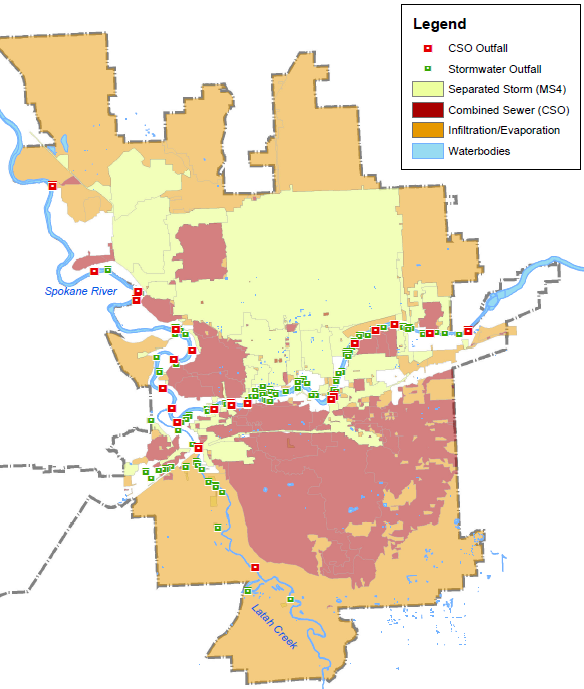 Legend
CSO Outfall
Stormwater Outfall
Separated Storm (MS4)
Combined Sewer (CSO)
Infiltration/Evaporation
Waterbodies
Spokane River
Latah Creek